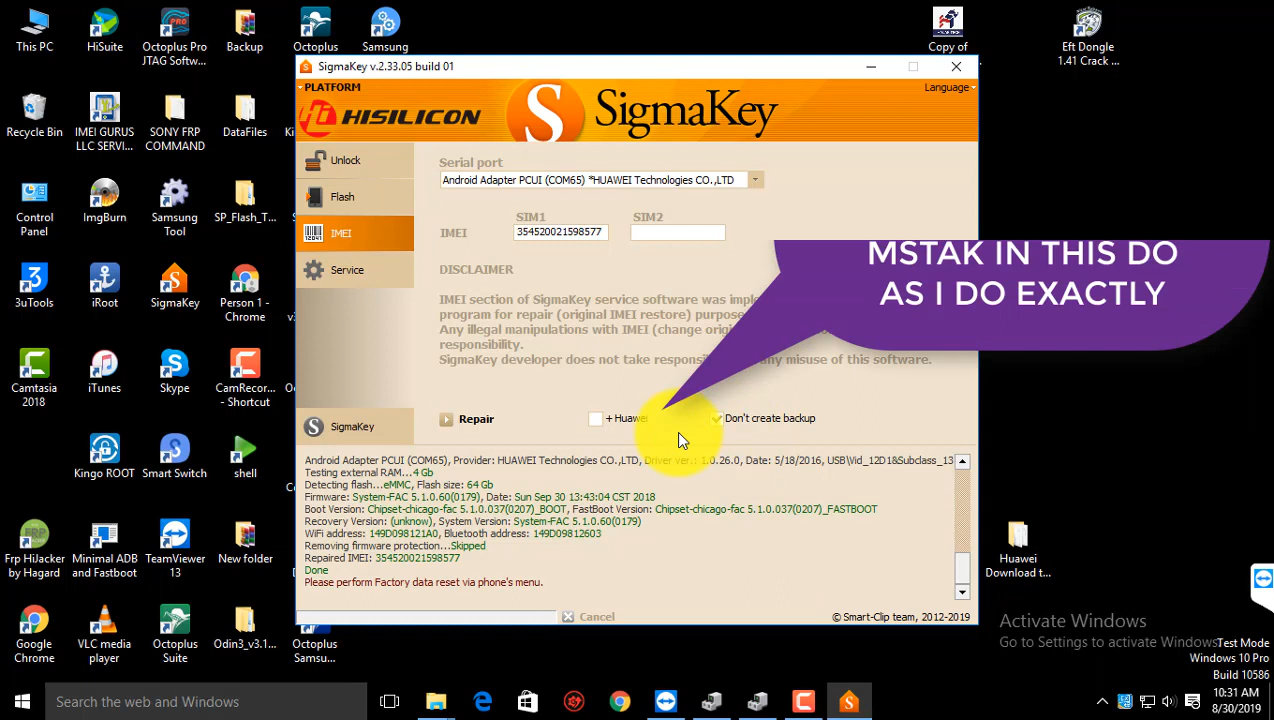 This PC
HiSuite
Octoplus Pro
JTAG Softw...
Backup
Octoplus
Samsung
Copy of
Eft Dongle
1.41 Crack ...
Recycle Bin
IMEI GURUS
LLC SERVI...
SONY FRP
COMMAND
DataFiles
Control
Panel
ImgBurn
Samsung
Tool
SP_Flash_T...
3uTools
iRoot
SigmaKey
Person 1 -
Chrome
Camtasia
2018
iTunes
Skype
CamRecor...
- Shortcut
Kingo ROOT
Smart Switch
shell
Frp HiJacker
by Hagard
Minimal ADB
and Fastboot
TeamViewer
13
New folder
Google
Chrome
VLC media
player
Octoplus
Suite
Odin3_v3.1...
Octoplus
Samsu...
Huawei
Download t...
SigmaKey v.2.33.05 build 01
PLATFORM
Language
HISILICON
S
SigmaKey
Unlock
Flash
IMEI
Service
SigmaKey
Serial port
Android Adapter PCUI (COM65) *HUAWEI Technologies CO.,LTD
SIM1
SIM2
IMEI
354520021598577
DISCLAIMER
IMEI section of SigmaKey service software was
program for repair (original IMEI restore)
Any illegal manipulations with IMEI (change
responsibility.
SigmaKey developer does not take any misuse of this software.
MSTAK IN THIS DO
AS I DO EXACTLY
Repair
+ Huawei
Don't create backup
Android Adapter PCUI (COM65), Provider: HUAWEI Technologies CO.,LTD, Driver ver.: 1.0.26.0, Date: 5/18/2016, USB\Vid_12D1&Subclass_13
Testing external RAM...4 Gb
Detecting flash...eMMC, Flash size: 64 Gb
Firmware: System-FAC 5.1.0.60(0179), Date: Sun Sep 30 13:43:04 CST 2018
Boot Version: Chipset-chicago-fac 5.1.0.037(0207)_BOOT, FastBoot Version: Chipset-chicago-fac 5.1.0.037(0207)_FASTBOOT
Recovery Version: (unknow), System Version: System-FAC 5.1.0.60(0179)
WiFi address: 149D098121A0, Bluetooth address: 149D09812603
Removing firmware protection...Skipped
Repaired IMEI: 354520021598577
Done
Please perform Factory data reset via phone's menu.
Cancel
© Smart-Clip team, 2012-2019
Activate Windows
Go to Settings to activate Windows.
Test Mode
Windows 10 Pro
Build 10586
Search the web and Windows
10:31 AM
8/30/2019